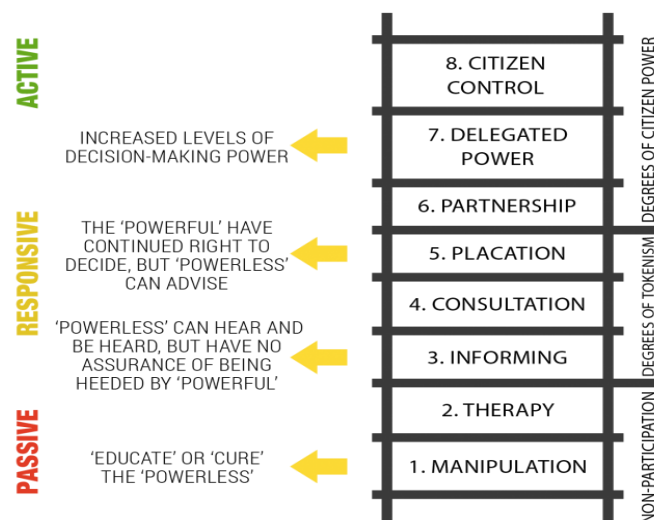 ACTIVE
8. CITIZEN
CONTROL
DEGREES OF CITIZEN POWER
INCREASED LEVELS OF
DECISION-MAKING POWER
7. DELEGATED
POWER
6. PARTNERSHIP
RESPONSIVE
THE ‘POWERFUL’ HAVE
CONTINUED RIGHT TO
DECIDE, BUT ‘POWERLESS’
CAN ADVISE
5. PLACATION
DEGREES OF TOKENISM
4. CONSULTATION
‘POWERLESS’ CAN HEAR AND
BE HEARD, BUT HAVE NO
ASSURANCE OF BEING
HEEDED BY ‘POWERFUL’
3. INFORMING
PASSIVE
2. THERAPY
NON-PARTICIPATION
‘EDUCATE’ OR ‘CURE’
THE ‘POWERLESS’
1. MANIPULATION